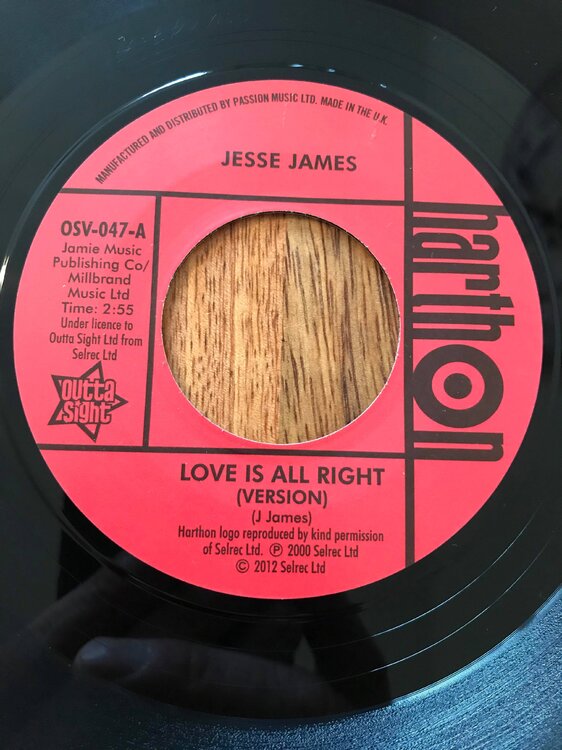 MANUFACTURED AND DISTRIBUTED BY PASSION MUSIC LTD. MADE IN THE U.K.
JESSE JAMES
OSV-047-A
Jamie Music
Publishing Co/
Millbrand
Music Ltd
Time: 2:55
Under licence to
Outta Sight Ltd from
Selrec Ltd
outta
sight
harthon
LOVE IS ALL RIGHT
(VERSION)
(J James)
Harthon logo reproduced by kind permission
of Selrec Ltd. Ⓟ 2000 Selrec Ltd
© 2012 Selrec Ltd